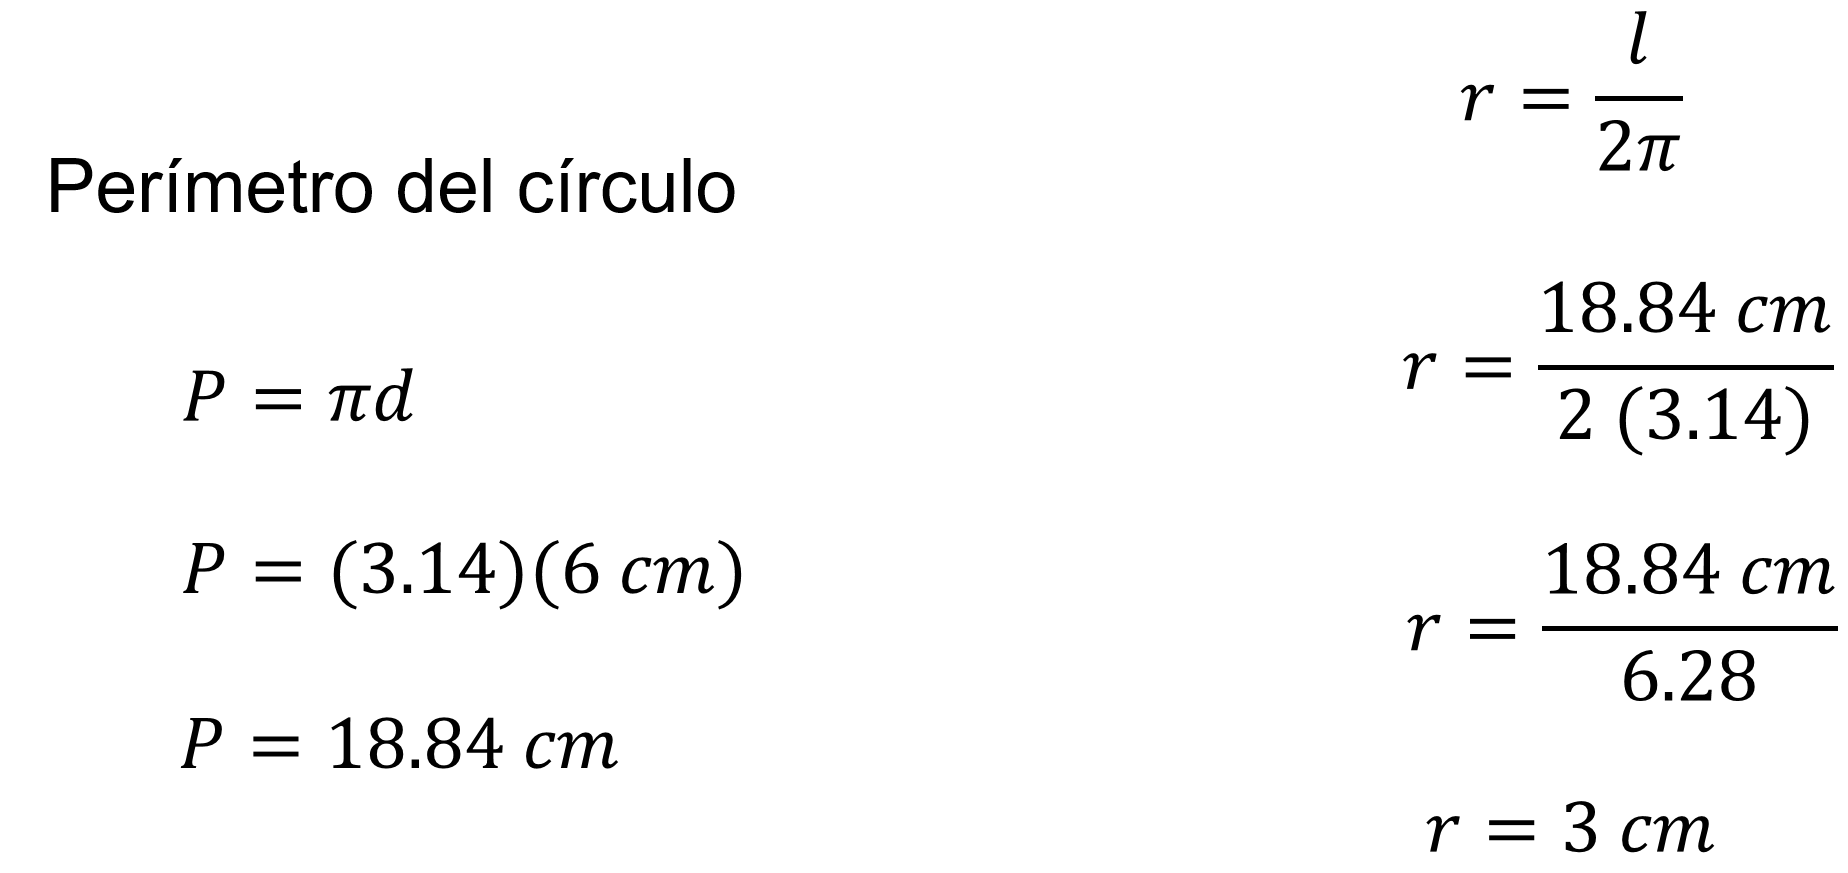 Perímetro del círculo
P = πd
P = (3.14)(6 cm)
P = 18.84 cm
r = l / 2π
r = 18.84 cm / 2 (3.14)
r = 18.84 cm / 6.28
r = 3 cm